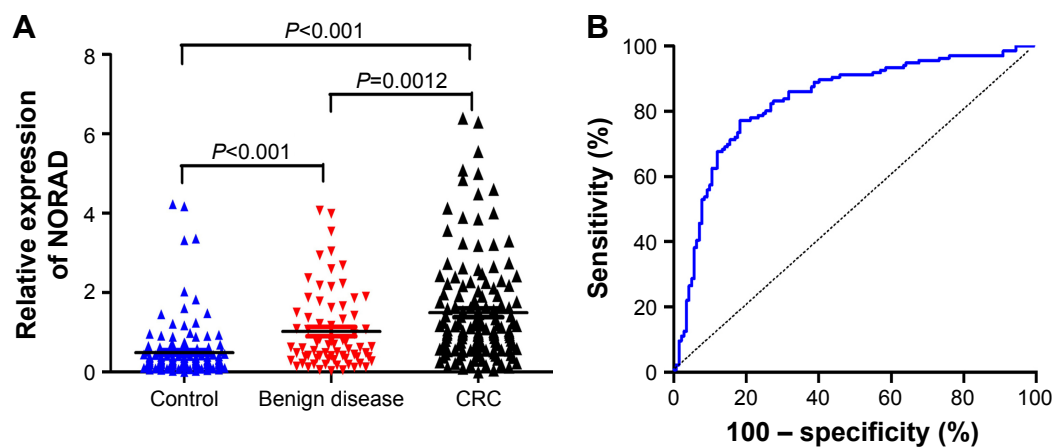 A
P<0.001
P=0.0012
P<0.001
Relative expression
of NORAD
8
6
4
2
0
Control
Benign disease
CRC
B
Sensitivity (%)
100
80
60
40
20
0
0
20
40
60
80
100
100 – specificity (%)